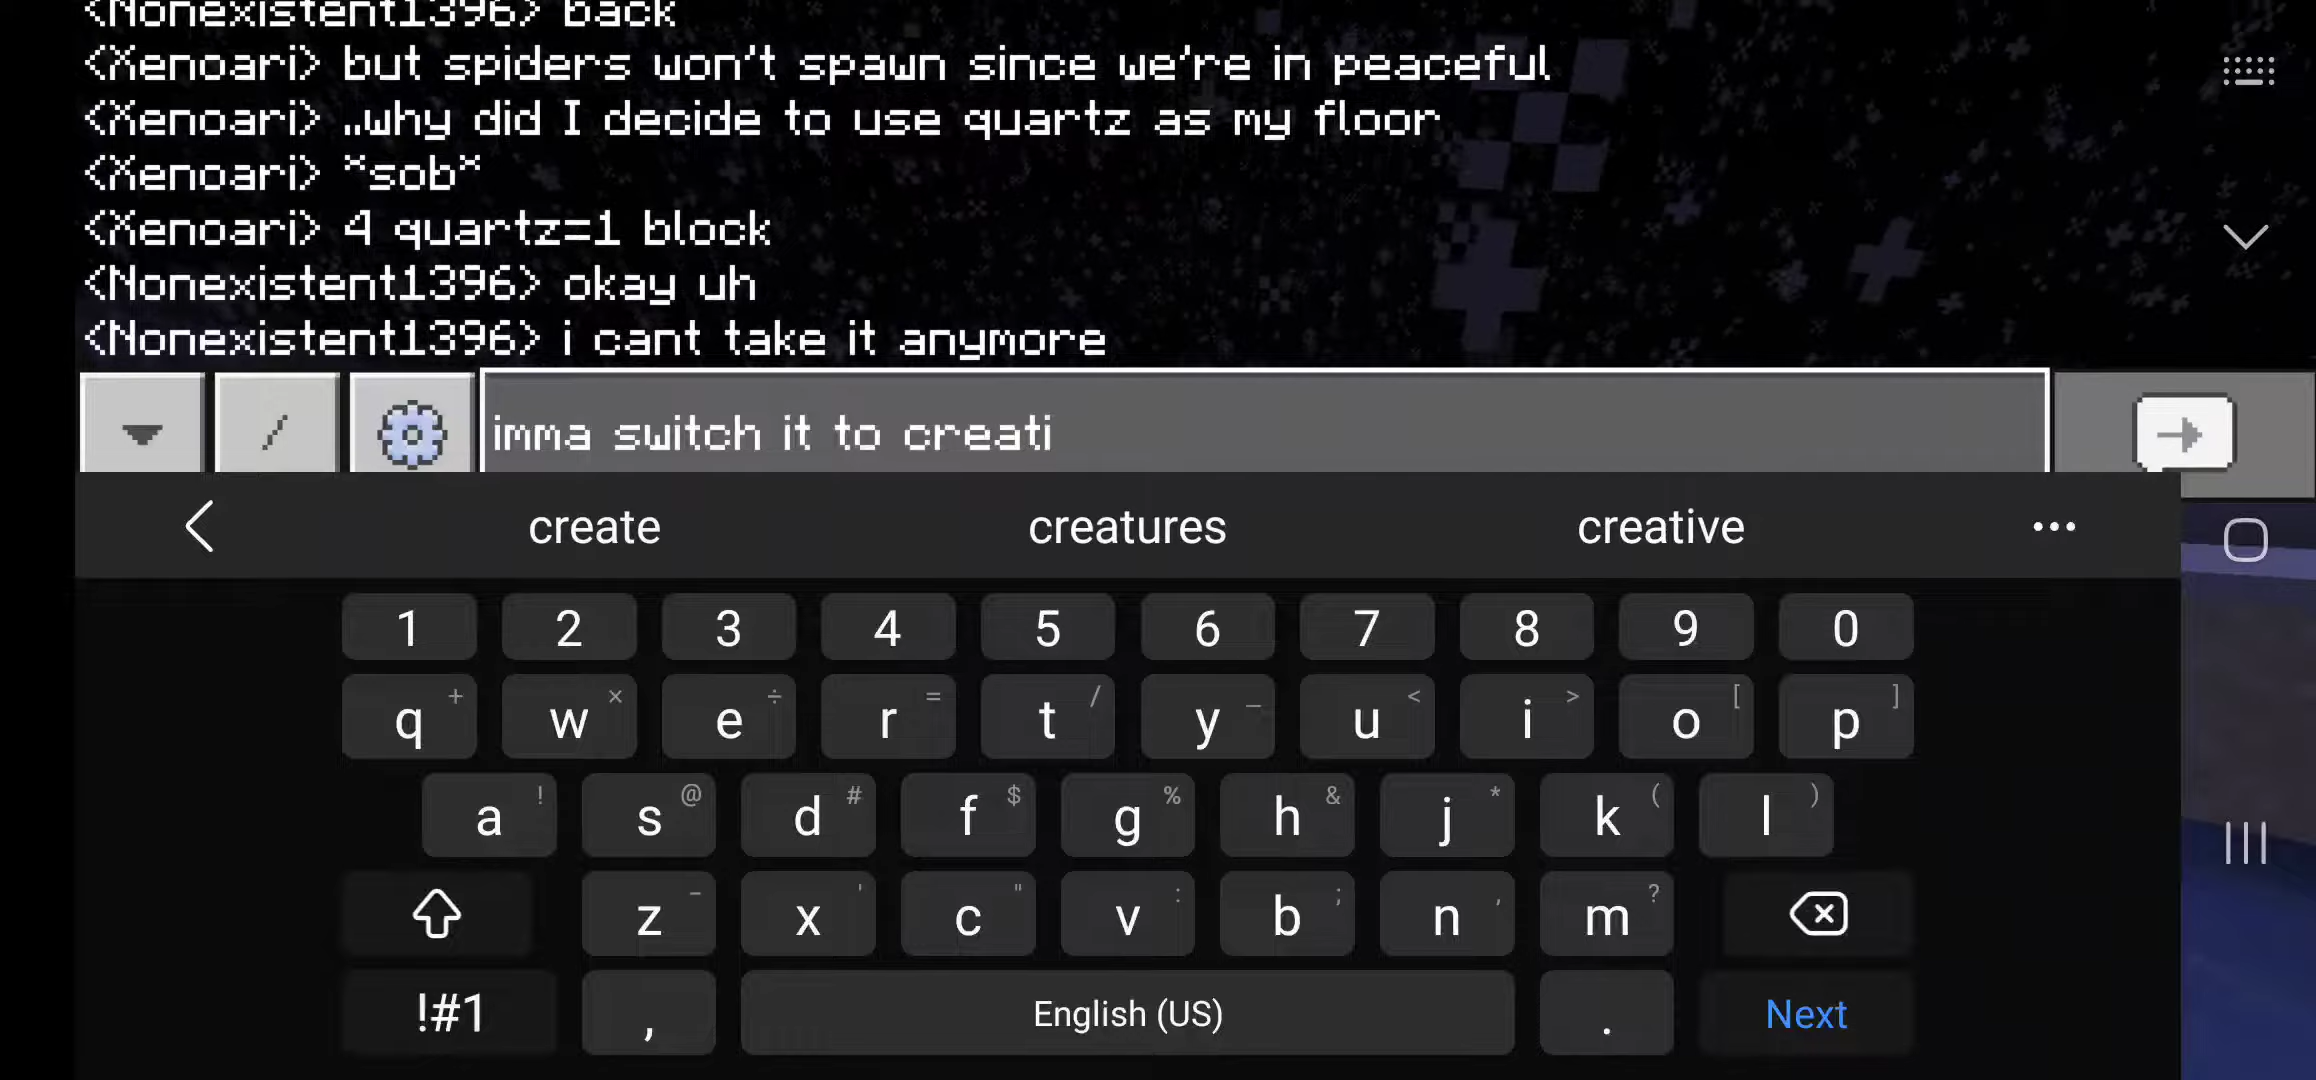 <Nonexistent1396> back
<Xenoari> but spiders won't spawn since we're in peaceful
<Xenoari> ..why did I decide to use quartz as my floor
<Xenoari> *sob*
<Xenoari> 4 quartz=1 block
<Nonexistent1396> okay uh
<Nonexistent1396> i cant take it anymore
/ imma switch it to creati
create creatures creative
1 2 3 4 5 6 7 8 9 0
q + w × e ÷ r = t / y _ u < i > o [ p ]
a ! s @ d # f $ g % h & j * k ( l )
z - x ' c " v : b ; n , m ?
!#1 , English (US) . Next